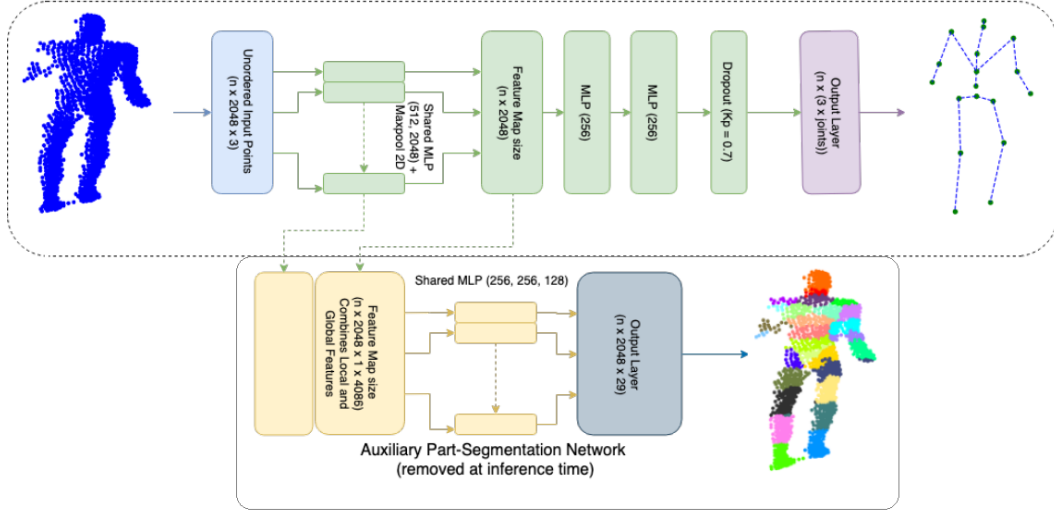 Unordered Input Points
(n x 2048 x 3)
Shared MLP
(512, 2048) +
Maxpool 2D
Feature Map size
(n x 2048)
MLP (256)
MLP (256)
Dropout (Kp = 0.7)
Output Layer
(n x (3 x joints))
Feature Map size
(n x 2048 x 1 x 4086)
Combines Local and
Global Features
Shared MLP (256, 256, 128)
Output Layer
(n x 2048 x 29)
Auxiliary Part-Segmentation Network
(removed at inference time)